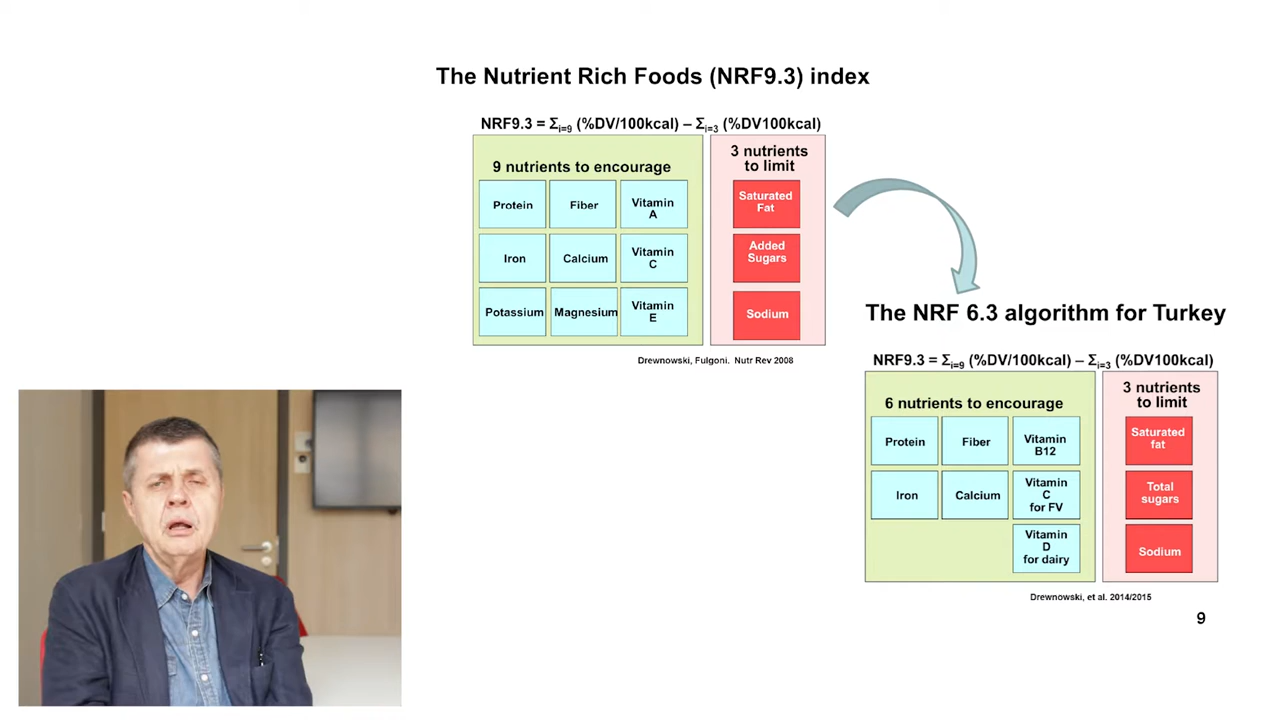 The Nutrient Rich Foods (NRF9.3) index
NRF9.3 = Σi=9 (%DV/100kcal) – Σi=3 (%DV100kcal)
9 nutrients to encourage
3 nutrients
to limit
Protein
Fiber
Vitamin
A
Saturated
Fat
Iron
Calcium
Vitamin
C
Added
Sugars
Potassium
Magnesium
Vitamin
E
Sodium
Drewnowski, Fulgoni. Nutr Rev 2008
The NRF 6.3 algorithm for Turkey
NRF9.3 = Σi=9 (%DV/100kcal) – Σi=3 (%DV100kcal)
6 nutrients to encourage
3 nutrients
to limit
Protein
Fiber
Vitamin
B12
Saturated
fat
Iron
Calcium
Vitamin
C
for FV
Total
sugars
Vitamin
D
for dairy
Sodium
Drewnowski, et al. 2014/2015
9